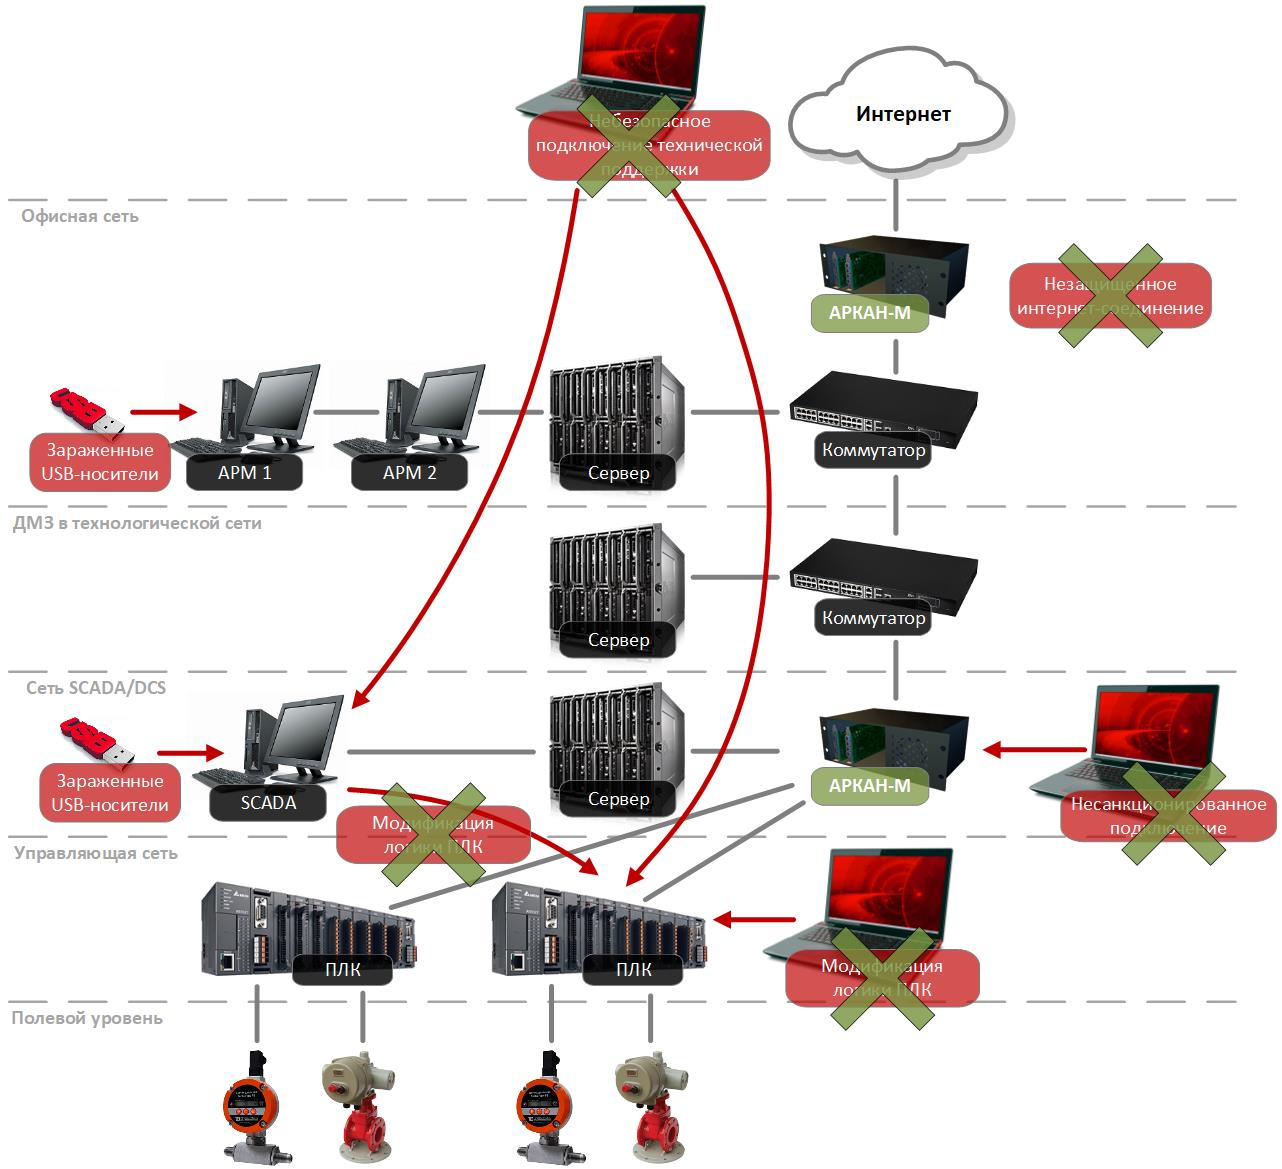 Небезопасное
подключение технической
поддержки
Интернет
Офисная сеть
АРКАН-М
Незащищенное
интернет-соединение
Зараженные
USB-носители
АРМ 1
АРМ 2
Сервер
Коммутатор
ДМЗ в технологической сети
Сервер
Коммутатор
Сеть SCADA/DCS
Зараженные
USB-носители
SCADA
Сервер
АРКАН-М
Несанкционированное
подключение
Модификация
логики ПЛК
Управляющая сеть
ПЛК
ПЛК
Модификация
логики ПЛК
Полевой уровень